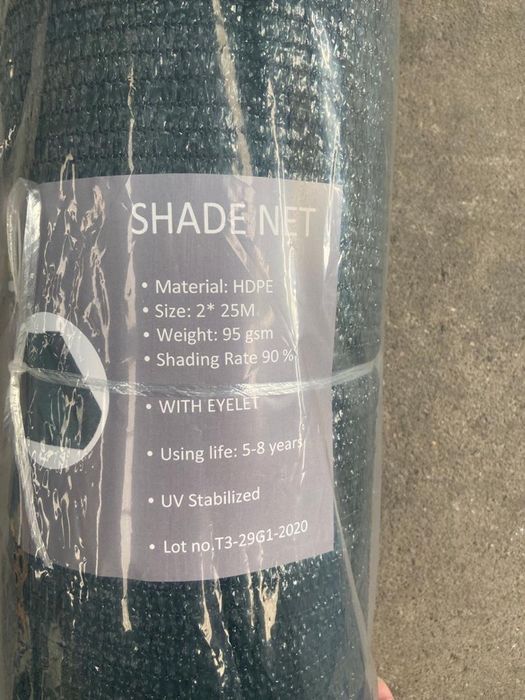 SHADE NET
• Material: HDPE
• Size: 2* 25M
• Weight: 95 gsm
• Shading Rate 90 %
• WITH EYELET
• Using life: 5-8 years
• UV Stabilized
• Lot no.T3-29G1-2020